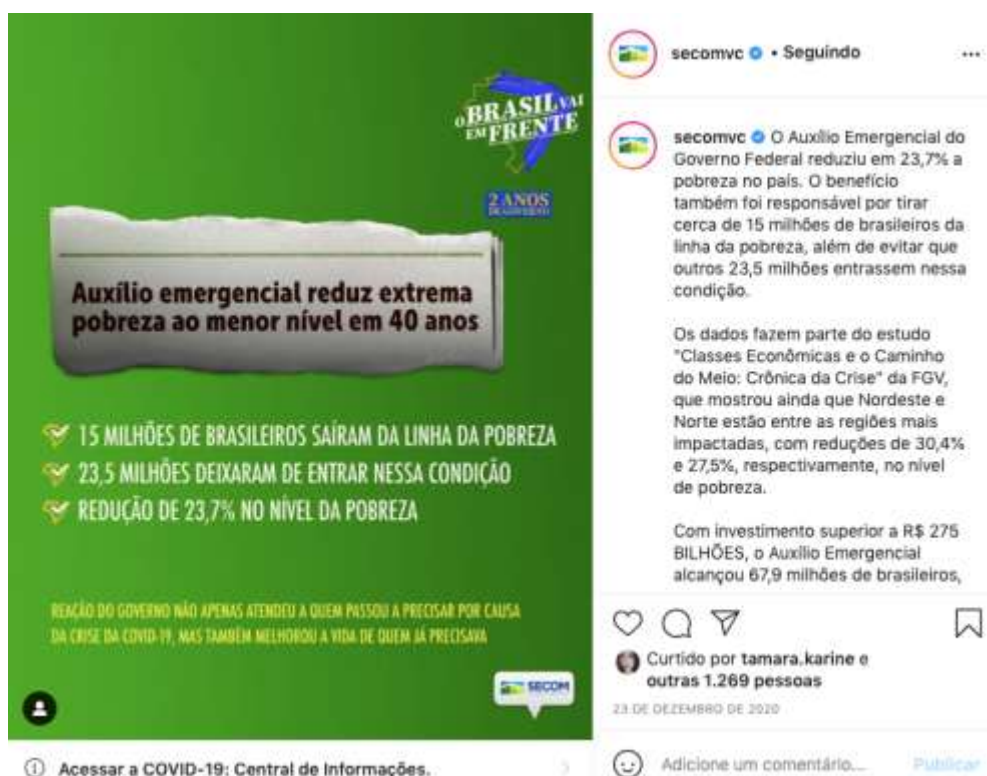 O BRASIL VAI
EM FRENTE
2 ANOS
DE GOVERNO
Auxílio emergencial reduz extrema
pobreza ao menor nível em 40 anos
15 MILHÕES DE BRASILEIROS SAÍRAM DA LINHA DA POBREZA
23,5 MILHÕES DEIXARAM DE ENTRAR NESSA CONDIÇÃO
REDUÇÃO DE 23,7% NO NÍVEL DA POBREZA
REAÇÃO DO GOVERNO NÃO APENAS ATENDEU A QUEM PASSOU A PRECISAR POR CAUSA
DA CRISE DA COVID-19, MAS TAMBÉM MELHOROU A VIDA DE QUEM JÁ PRECISAVA
SECOM
Acessar a COVID-19: Central de Informações.
secomvc • Seguindo
secomvc O Auxílio Emergencial do
Governo Federal reduziu em 23,7% a
pobreza no país. O benefício
também foi responsável por tirar
cerca de 15 milhões de brasileiros da
linha da pobreza, além de evitar que
outros 23,5 milhões entrassem nessa
condição.
Os dados fazem parte do estudo
"Classes Econômicas e o Caminho
do Meio: Crônica da Crise" da FGV,
que mostrou ainda que Nordeste e
Norte estão entre as regiões mais
impactadas, com reduções de 30,4%
e 27,5%, respectivamente, no nível
de pobreza.
Com investimento superior a R$ 275
BILHÕES, o Auxílio Emergencial
alcançou 67,9 milhões de brasileiros,
Curtido por tamara.karine e
outras 1.269 pessoas
23 DE DEZEMBRO DE 2020
Adicione um comentário... Publicar